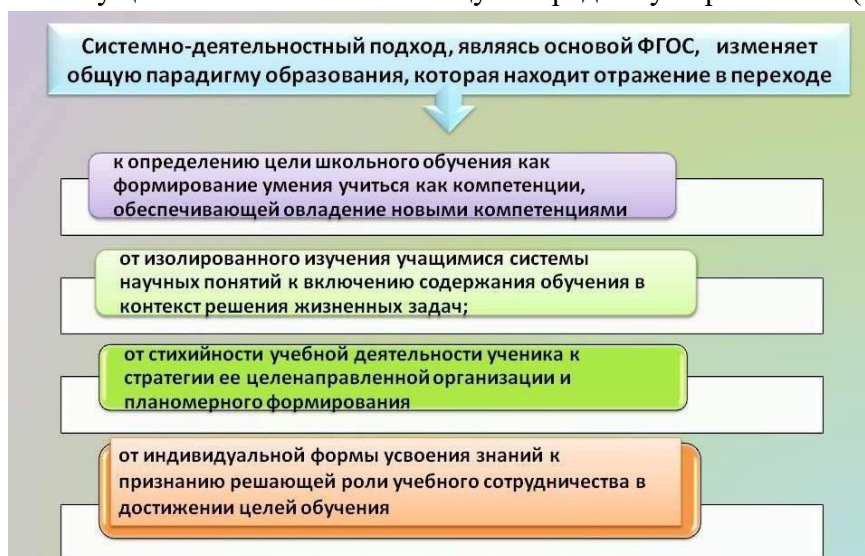 Системно-деятельностный подход, являясь основой ФГОС, изменяет
общую парадигму образования, которая находит отражение в переходе
к определению цели школьного обучения как
формирование умения учиться как компетенции,
обеспечивающей овладение новыми компетенциями
от изолированного изучения учащимися системы
научных понятий к включению содержания обучения в
контекст решения жизненных задач;
от стихийности учебной деятельности ученика к
стратегии ее целенаправленной организации и
планомерного формирования
от индивидуальной формы усвоения знаний к
признанию решающей роли учебного сотрудничества в
достижении целей обучения